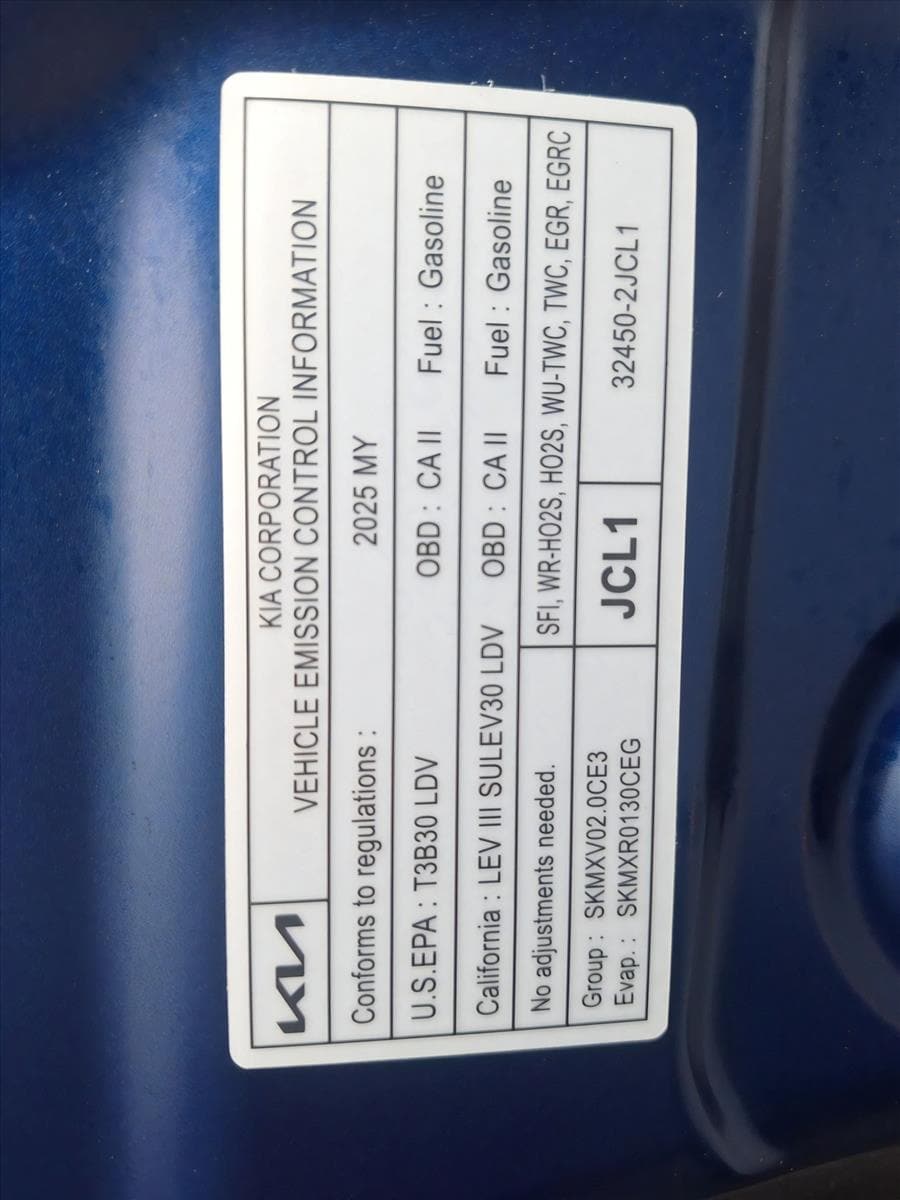 KIA
KIA CORPORATION
VEHICLE EMISSION CONTROL INFORMATION
Conforms to regulations : 2025 MY
U.S.EPA : T3B30 LDV OBD : CA II Fuel : Gasoline
California : LEV III SULEV30 LDV OBD : CA II Fuel : Gasoline
No adjustments needed. SFI, WR-HO2S, HO2S, WU-TWC, TWC, EGR, EGRC
Group : SKMXV02.0CE3
Evap. : SKMXR0130CEG
JCL1
32450-2JCL1